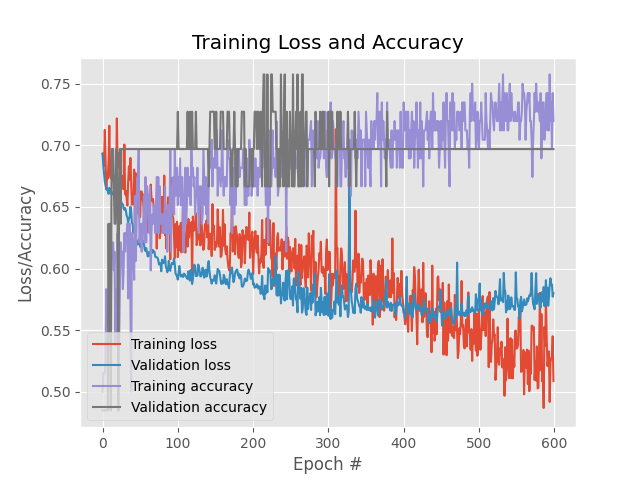 Training Loss and Accuracy
0.75
0.70
0.65
0.60
0.55
0.50
Loss/Accuracy
Training loss
Validation loss
Training accuracy
Validation accuracy
0 100 200 300 400 500 600
Epoch #